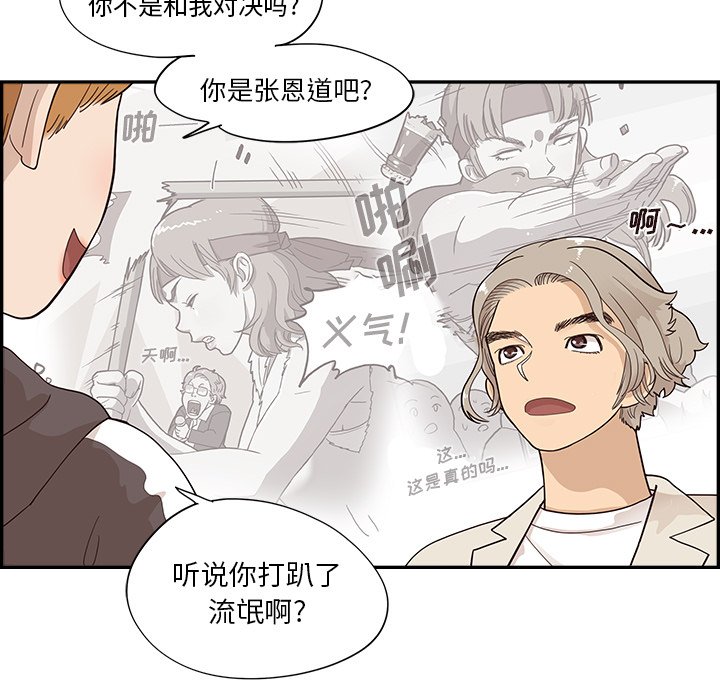 你不是和我对决吗?
你是张恩道吧?
啪
啪
唰
啊~...
义气!
天啊...
这...
这是真的吗...
听说你打趴了
流氓啊?